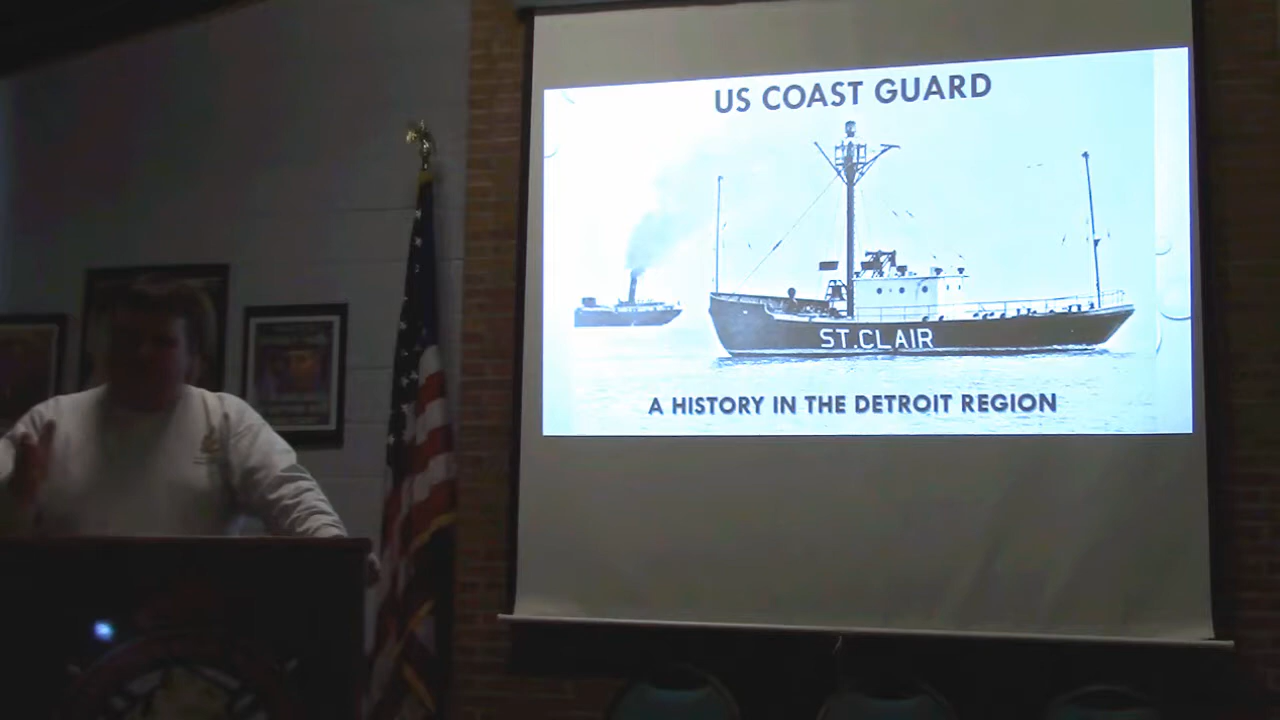 US COAST GUARD
ST. CLAIR
A HISTORY IN THE DETROIT REGION